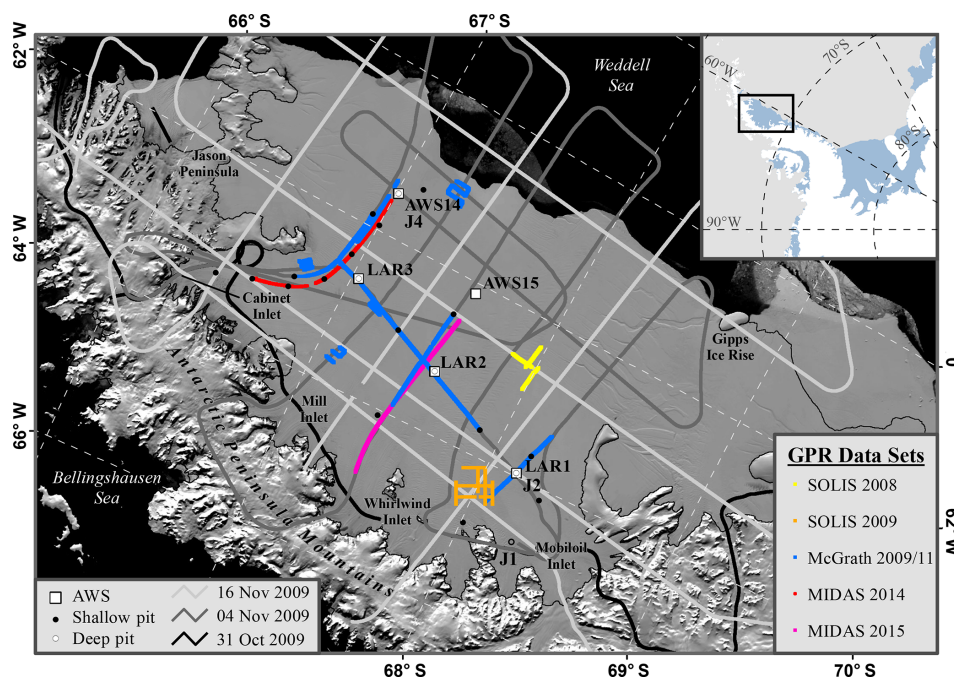 66° S
67° S
62° W
64° W
66° W
Weddell
Sea
60°W
70°S
80°S
90°W
Jason
Peninsula
AWS14
J4
LAR3
AWS15
Cabinet
Inlet
Gipps
Ice Rise
LAR2
Mill
Inlet
Antarctic Peninsula Mountains
Bellingshausen
Sea
LAR1
J2
Whirlwind
Inlet
J1
Mobiloil
Inlet
GPR Data Sets
SOLIS 2008
SOLIS 2009
McGrath 2009/11
MIDAS 2014
MIDAS 2015
AWS
Shallow pit
Deep pit
16 Nov 2009
04 Nov 2009
31 Oct 2009
62° W
68° S
69° S
70° S